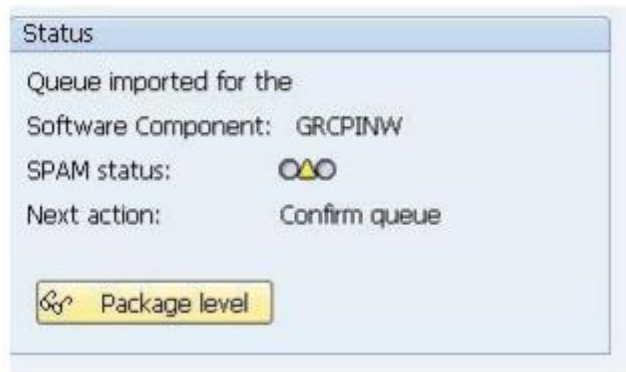 Status
Queue imported for the
Software Component: GRCPINW
SPAM status:
Next action: Confirm queue
Package level